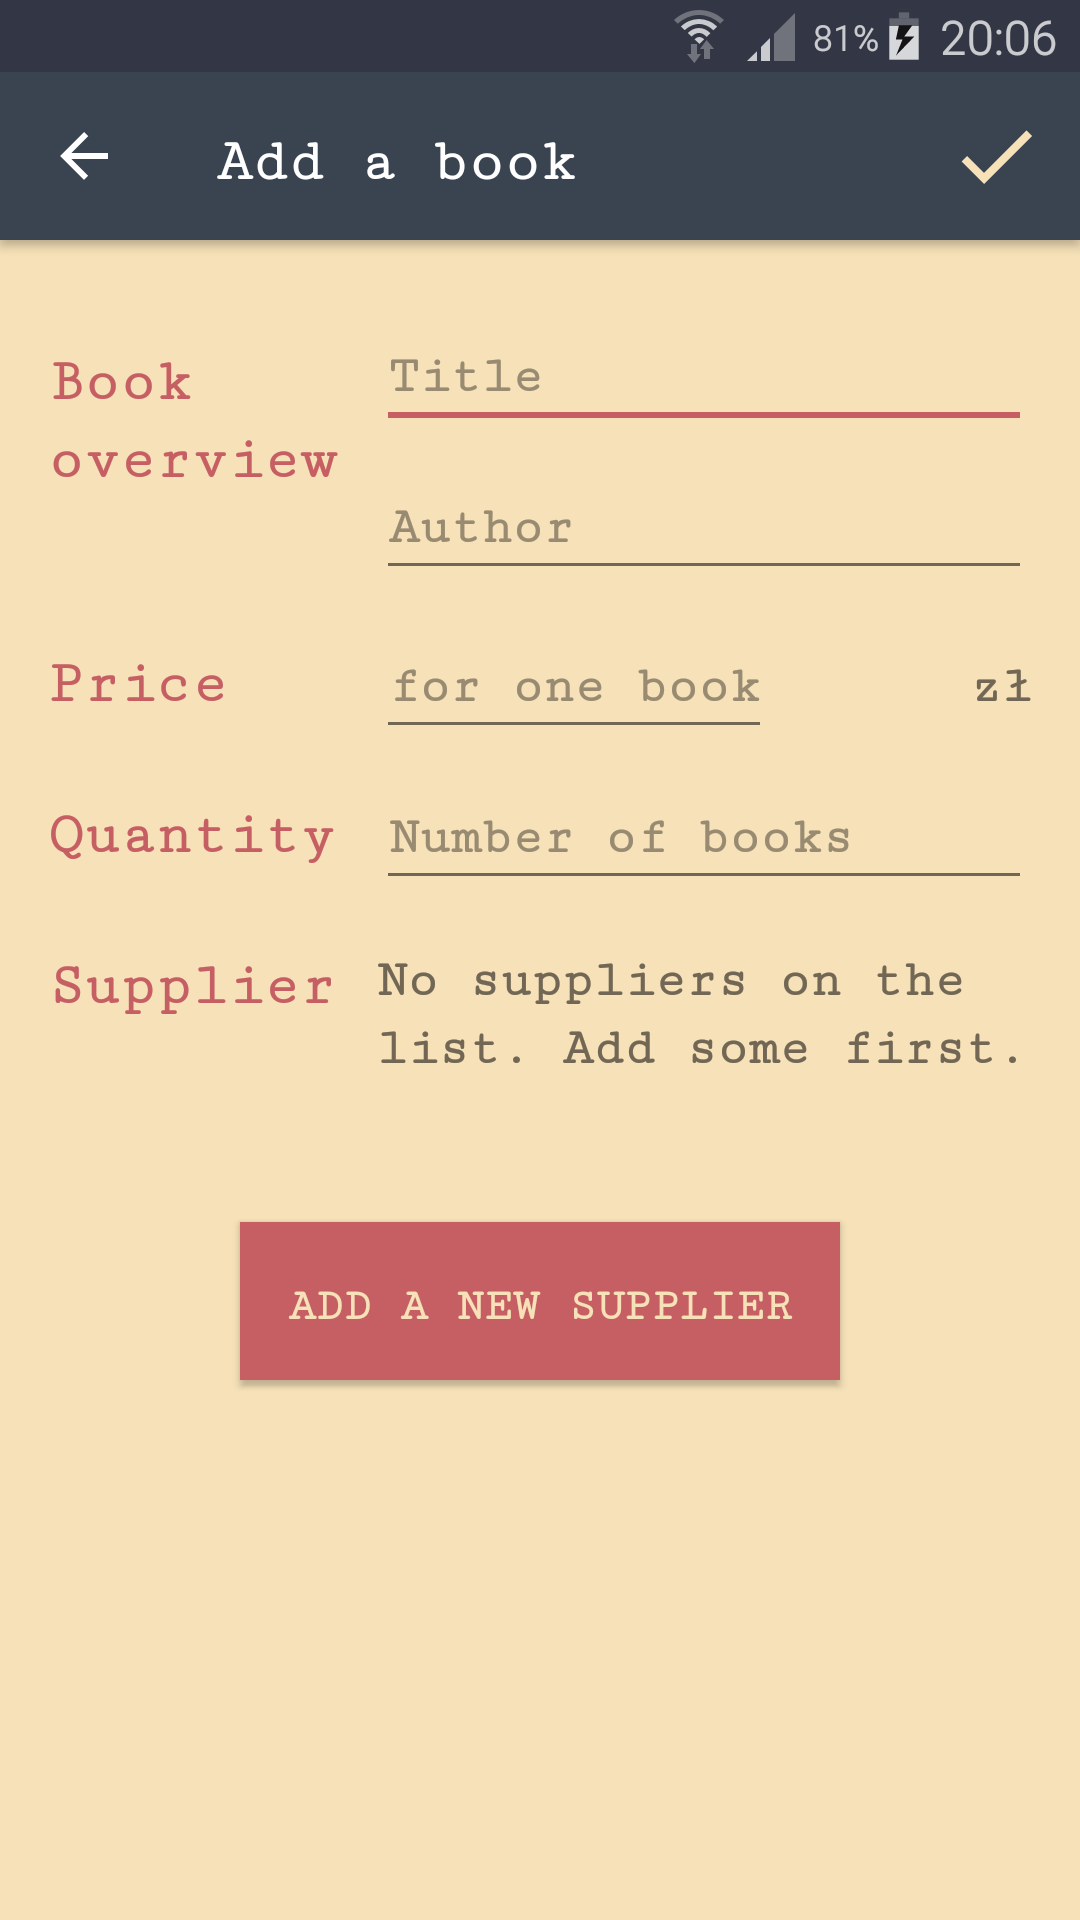 81% 20:06
Add a book
Book overview
Title
Author
Price
for one book zł
Quantity
Number of books
Supplier
No suppliers on the
list. Add some first.
ADD A NEW SUPPLIER